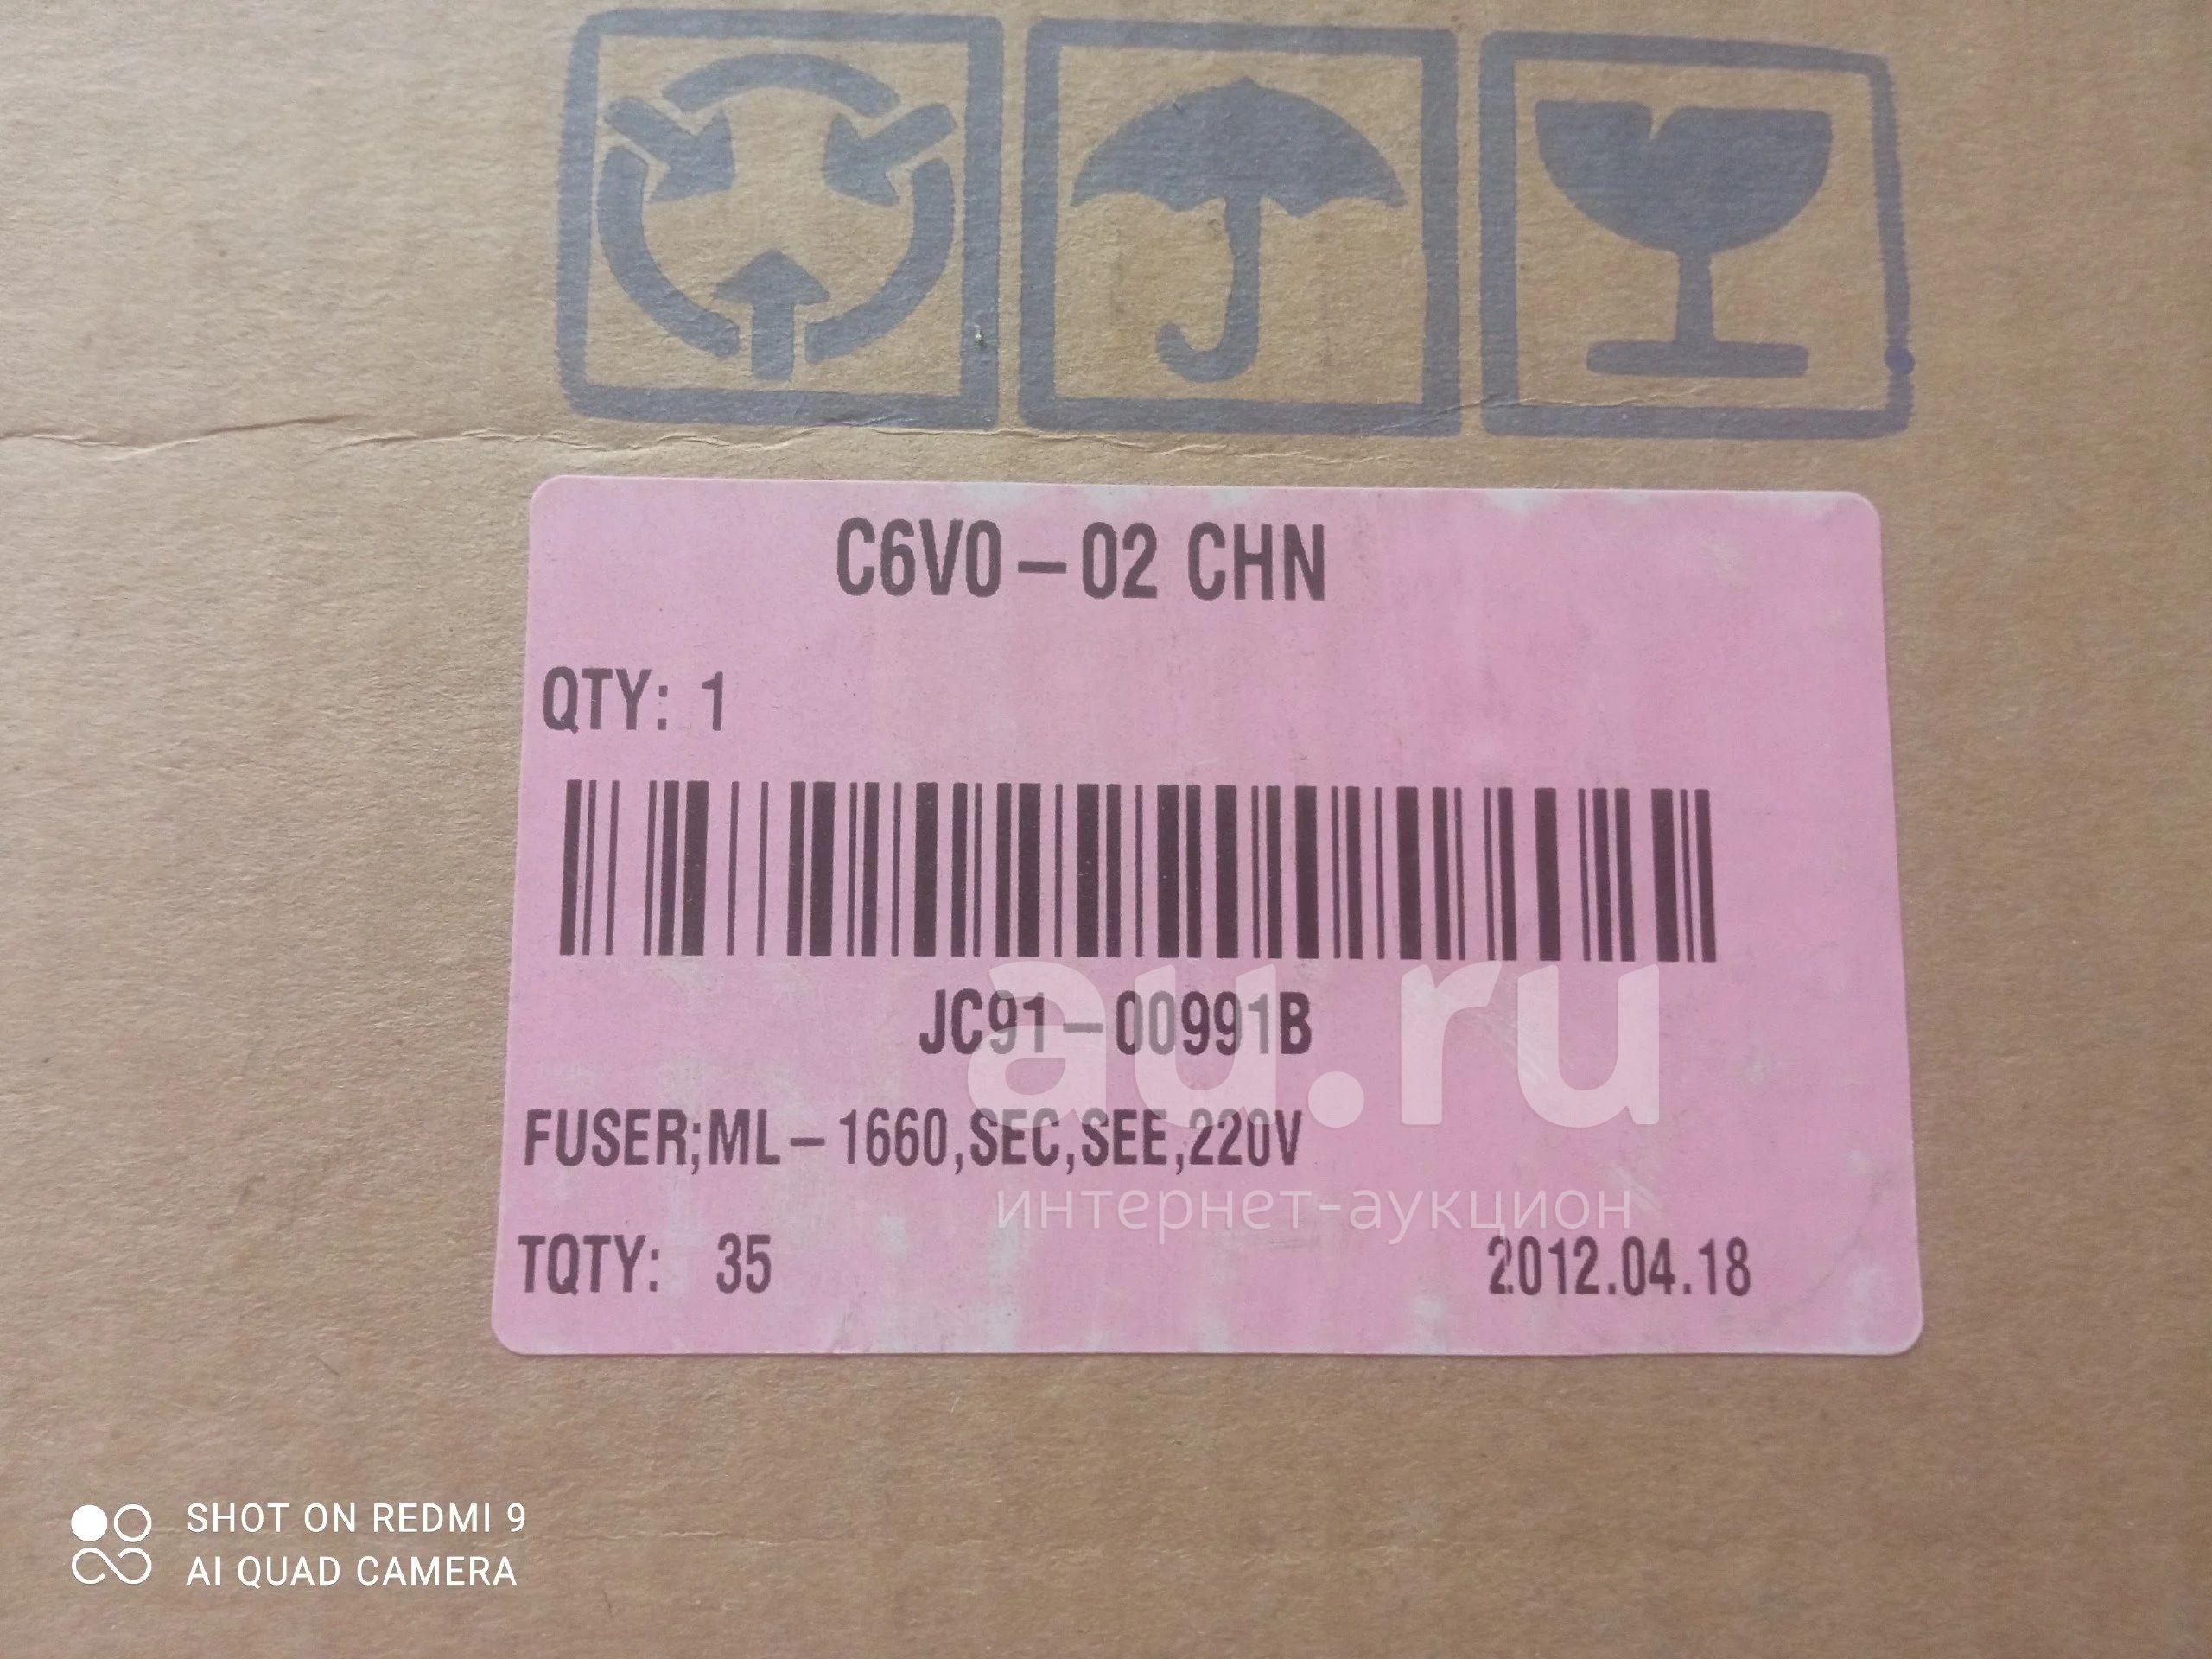 C6V0-02 CHN
QTY: 1
JC91-00991B
FUSER;ML-1660,SEC,SEE,220V
TQTY: 35 2012.04.18
au.ru
интернет-аукцион
SHOT ON REDMI 9
AI QUAD CAMERA